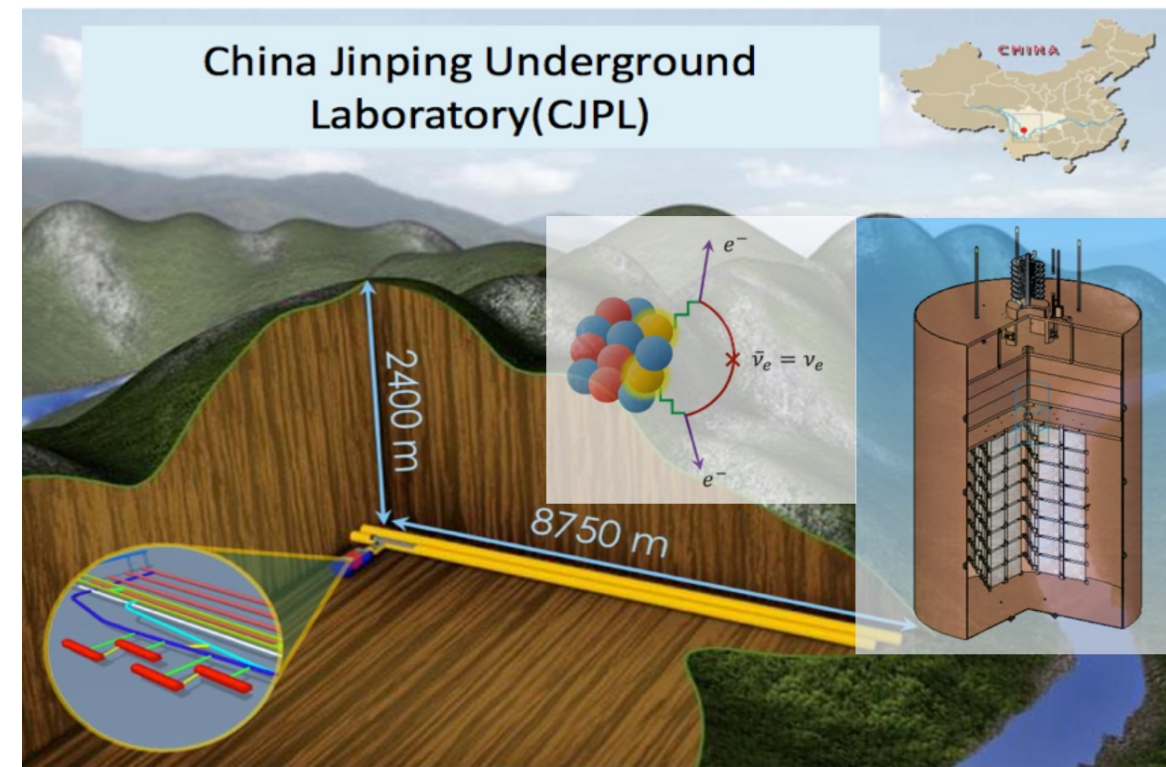 China Jinping Underground
Laboratory(CJPL)
CHINA
e⁻
ν̄ₑ = νₑ
e⁻
2400 m
8750 m